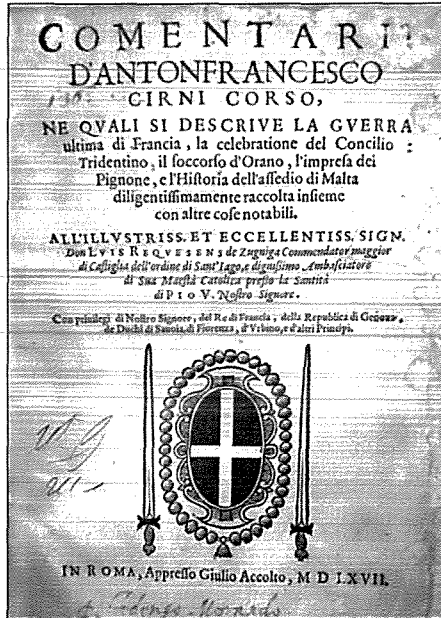 COMENTARI
D'ANTONFRANCESCO
CIRNI CORSO,
NE QVALI SI DESCRIVE LA GVERRA
ultima di Francia, la celebratione del Concilio
Tridentino, il soccorso d'Orano, l'impresa del
Pignone, e l'Historia dell'assedio di Malta
diligentissimamente raccolta insieme
con altre cose notabili.
ALL'ILLVSTRISS. ET ECCELLENTISS. SIGN.
Don LVIS REQVESENS de Zugniga Commendator maggior
di Castiglia dell'ordine di Sant'Iago, e dignissimo Ambasciatore
di Sua Maestà Catolica presso la Santità
di PIO V. Nostro Signore.
Con privilegi di Nostro Signore, del Re di Francia, della Republica di Genova,
de Duchi di Savoia, di Fiorenza, d'Vrbino, e d'altri Principi.
IN ROMA, Appresso Giulio Accolto, M D LXVII.